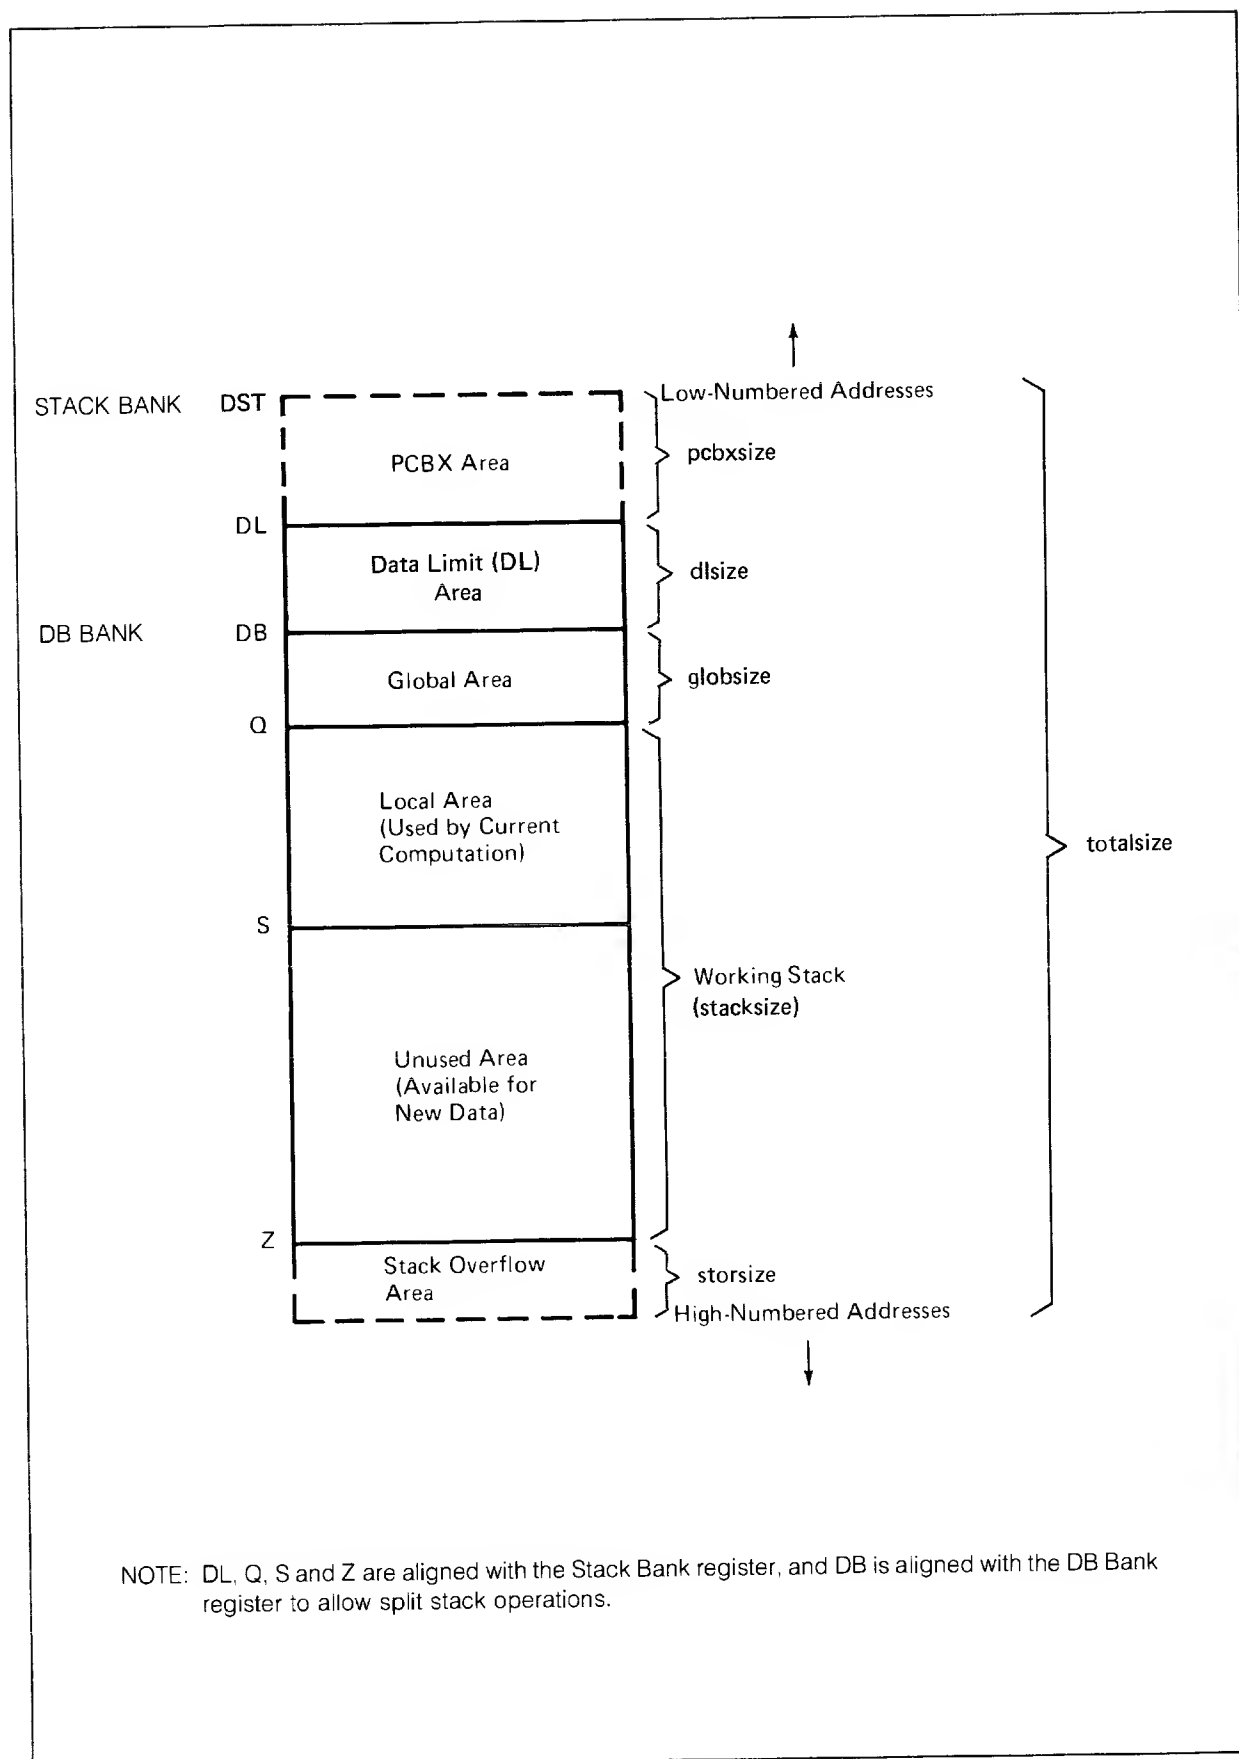 Low-Numbered Addresses
STACK BANK DST
PCBX Area
pcbxsize
DL
Data Limit (DL)
Area
dlsize
DB BANK DB
Global Area
globsize
Q
Local Area
(Used by Current
Computation)
totalsize
S
Working Stack
(stacksize)
Unused Area
(Available for
New Data)
Z
Stack Overflow
Area
storsize
High-Numbered Addresses
NOTE: DL, Q, S and Z are aligned with the Stack Bank register, and DB is aligned with the DB Bank
register to allow split stack operations.